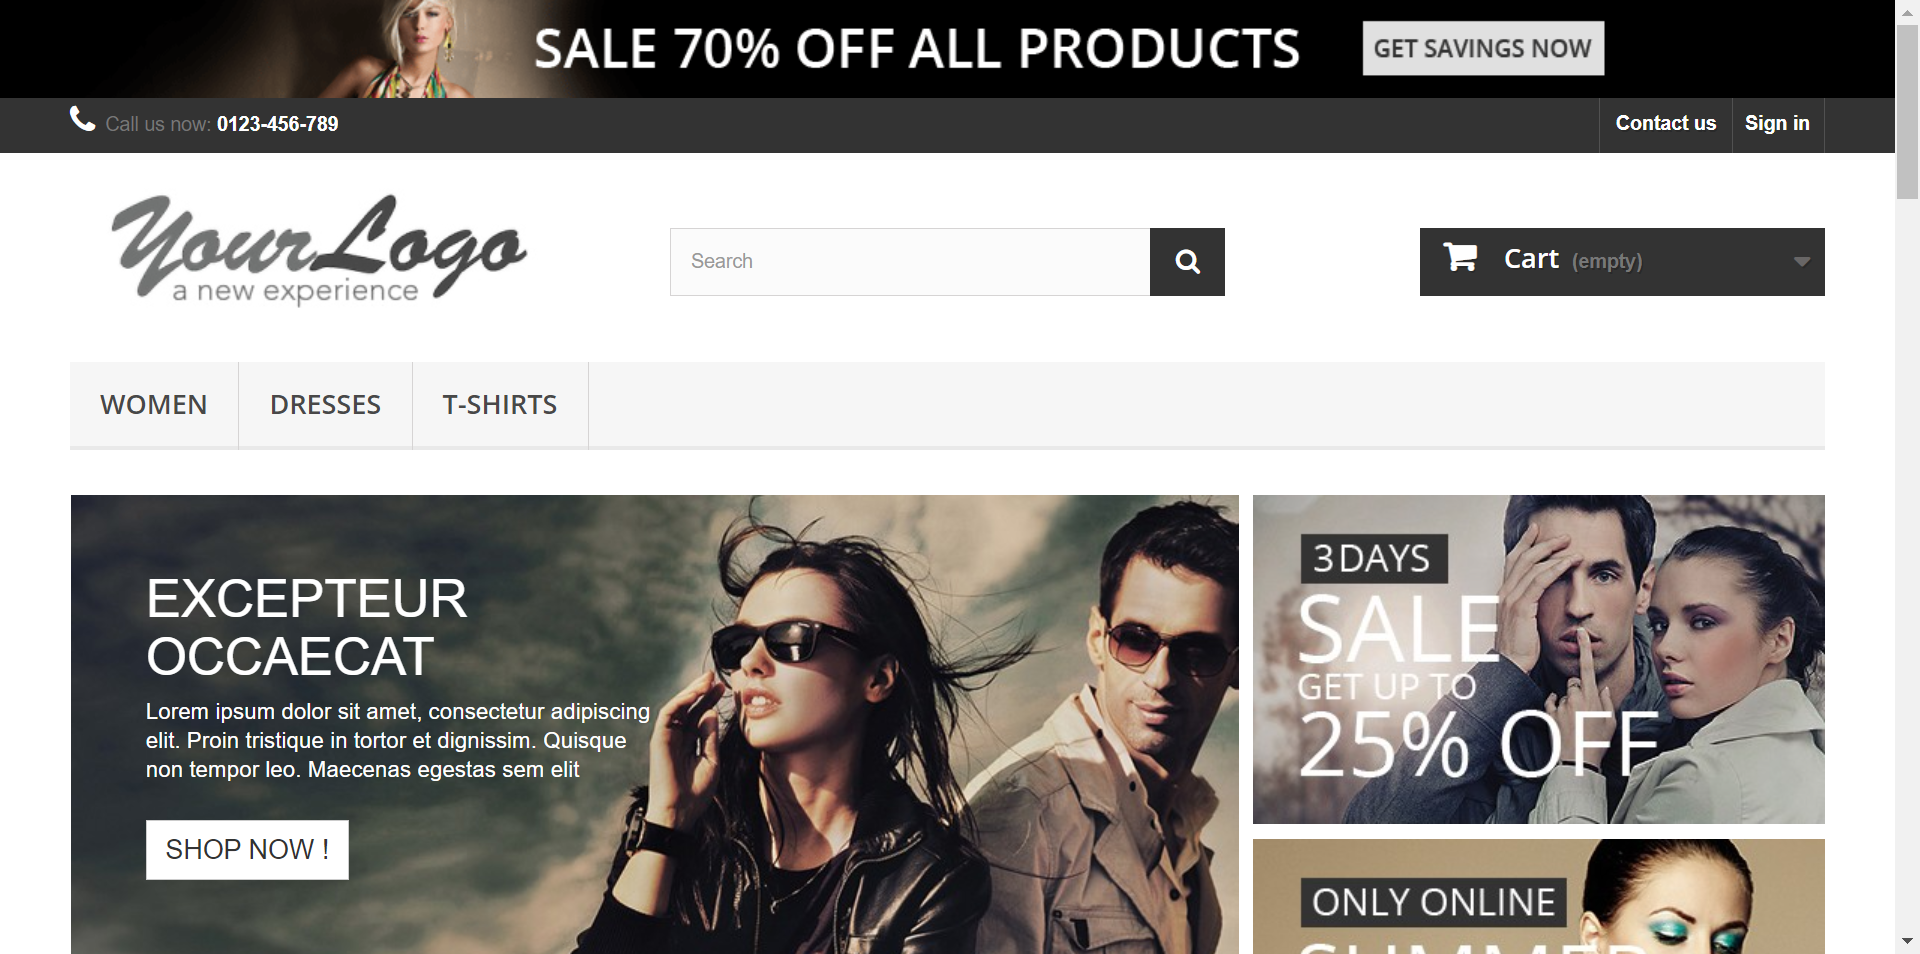 SALE 70% OFF ALL PRODUCTS
GET SAVINGS NOW
Call us now: 0123-456-789
Contact us
Sign in
Your Logo
a new experience
Search
Cart (empty)
WOMEN
DRESSES
T-SHIRTS
EXCEPTEUR
OCCAECAT
Lorem ipsum dolor sit amet, consectetur adipiscing
elit. Proin tristique in tortor et dignissim. Quisque
non tempor leo. Maecenas egestas sem elit
SHOP NOW !
3 DAYS
SALE
GET UP TO
25% OFF
ONLY ONLINE
SUMMER